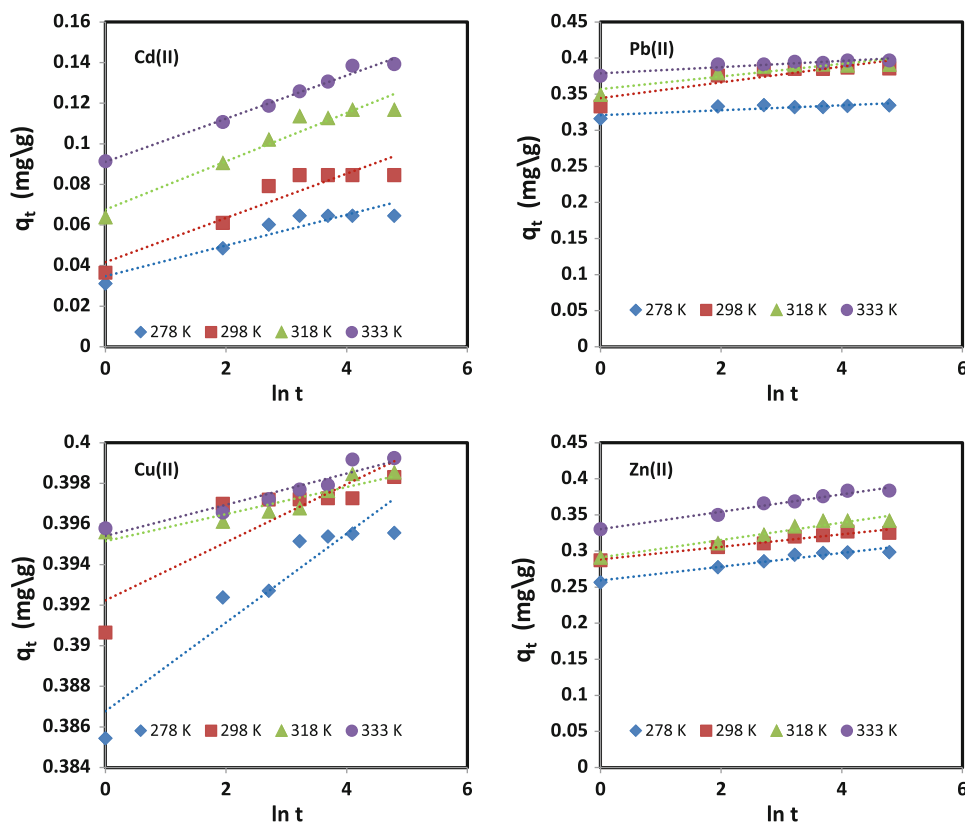 0.16
0.14
0.12
0.1
0.08
0.06
0.04
0.02
0
qt (mg\g)
Cd(II)
278 K 298 K 318 K 333 K
0 2 4 6
ln t
0.45
0.4
0.35
0.3
0.25
0.2
0.15
0.1
0.05
0
qt (mg\g)
Pb(II)
278 K 298 K 318 K 333 K
0 2 4 6
ln t
0.4
0.398
0.396
0.394
0.392
0.39
0.388
0.386
0.384
qt (mg\g)
Cu(II)
278 K 298 K 318 K 333 K
0 2 4 6
ln t
0.45
0.4
0.35
0.3
0.25
0.2
0.15
0.1
0.05
0
qt (mg\g)
Zn(II)
278 K 298 K 318 K 333 K
0 2 4 6
ln t